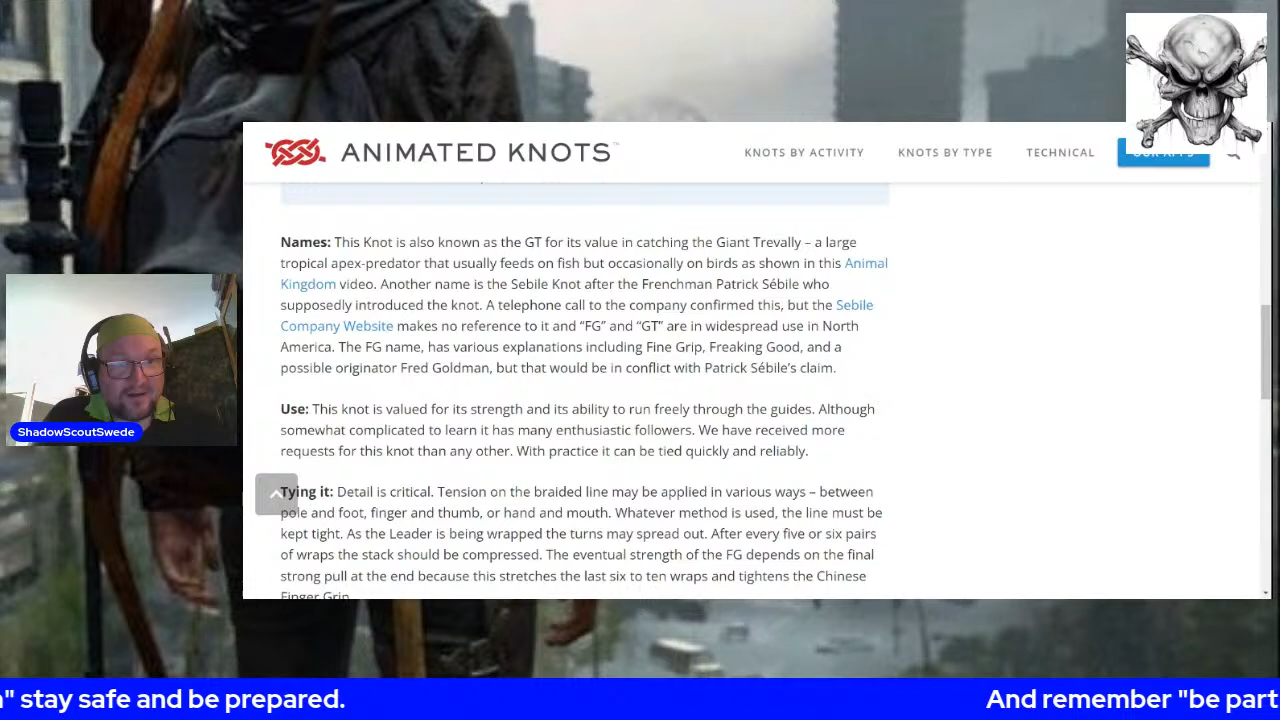 ANIMATED KNOTS™
KNOTS BY ACTIVITY
KNOTS BY TYPE
TECHNICAL
Names: This Knot is also known as the GT for its value in catching the Giant Trevally – a large
tropical apex-predator that usually feeds on fish but occasionally on birds as shown in this Animal
Kingdom video. Another name is the Sebile Knot after the Frenchman Patrick Sébile who
supposedly introduced the knot. A telephone call to the company confirmed this, but the Sebile
Company Website makes no reference to it and “FG” and “GT” are in widespread use in North
America. The FG name, has various explanations including Fine Grip, Freaking Good, and a
possible originator Fred Goldman, but that would be in conflict with Patrick Sébile’s claim.
Use: This knot is valued for its strength and its ability to run freely through the guides. Although
somewhat complicated to learn it has many enthusiastic followers. We have received more
requests for this knot than any other. With practice it can be tied quickly and reliably.
Tying it: Detail is critical. Tension on the braided line may be applied in various ways – between
pole and foot, finger and thumb, or hand and mouth. Whatever method is used, the line must be
kept tight. As the Leader is being wrapped the turns may spread out. After every five or six pairs
of wraps the stack should be compressed. The eventual strength of the FG depends on the final
strong pull at the end because this stretches the last six to ten wraps and tightens the Chinese
Finger Grip
ShadowScoutSwede
" stay safe and be prepared.
And remember "be part